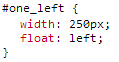 #one_left {
  width: 250px;
  float: left;
}